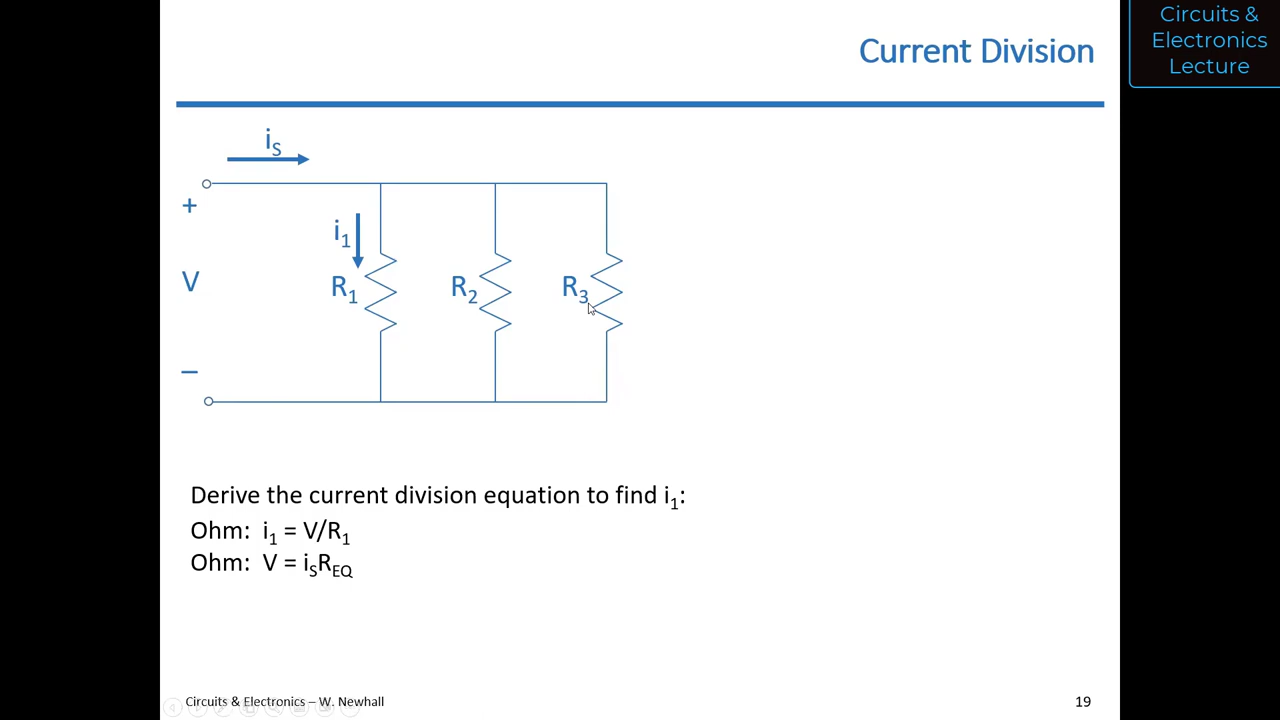 Circuits &
Electronics
Lecture
Current Division
iS
+
i1
V
R1
R2
R3
–
Derive the current division equation to find i1:
Ohm:  i1 = V/R1
Ohm:  V = iSREQ
Circuits & Electronics – W. Newhall
19